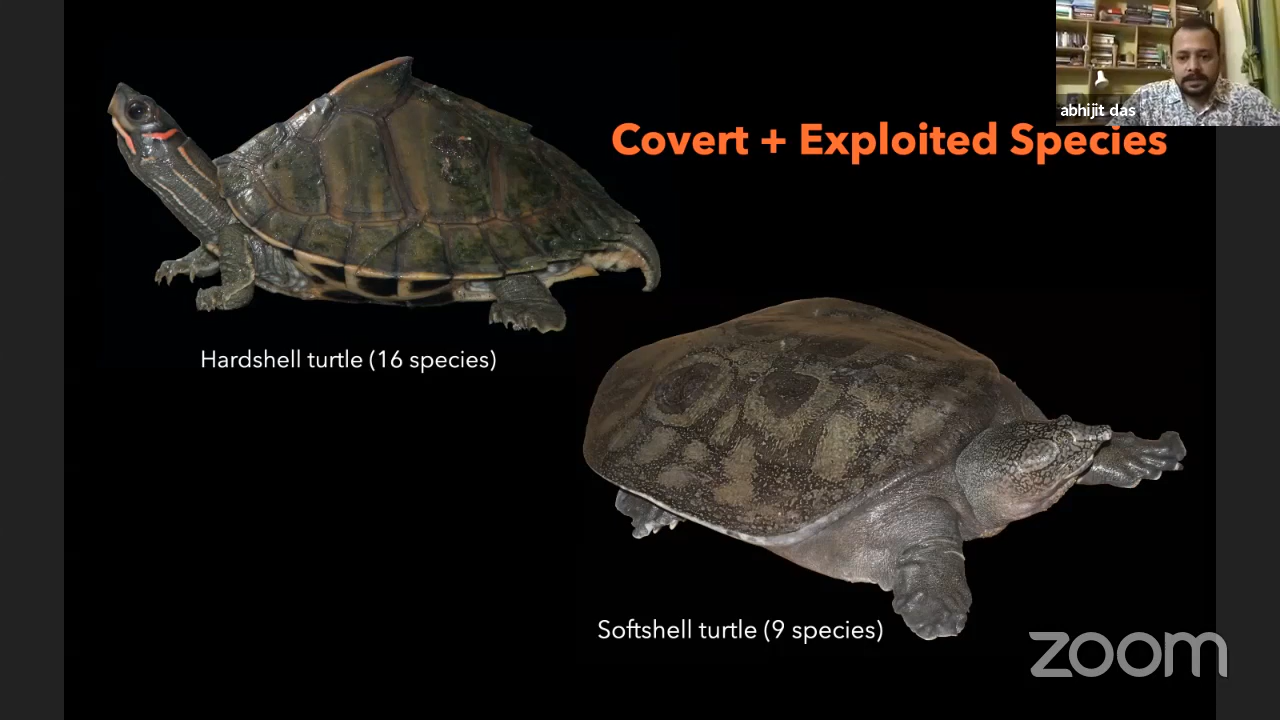 abhijit das
Covert + Exploited Species
Hardshell turtle (16 species)
Softshell turtle (9 species)
zoom